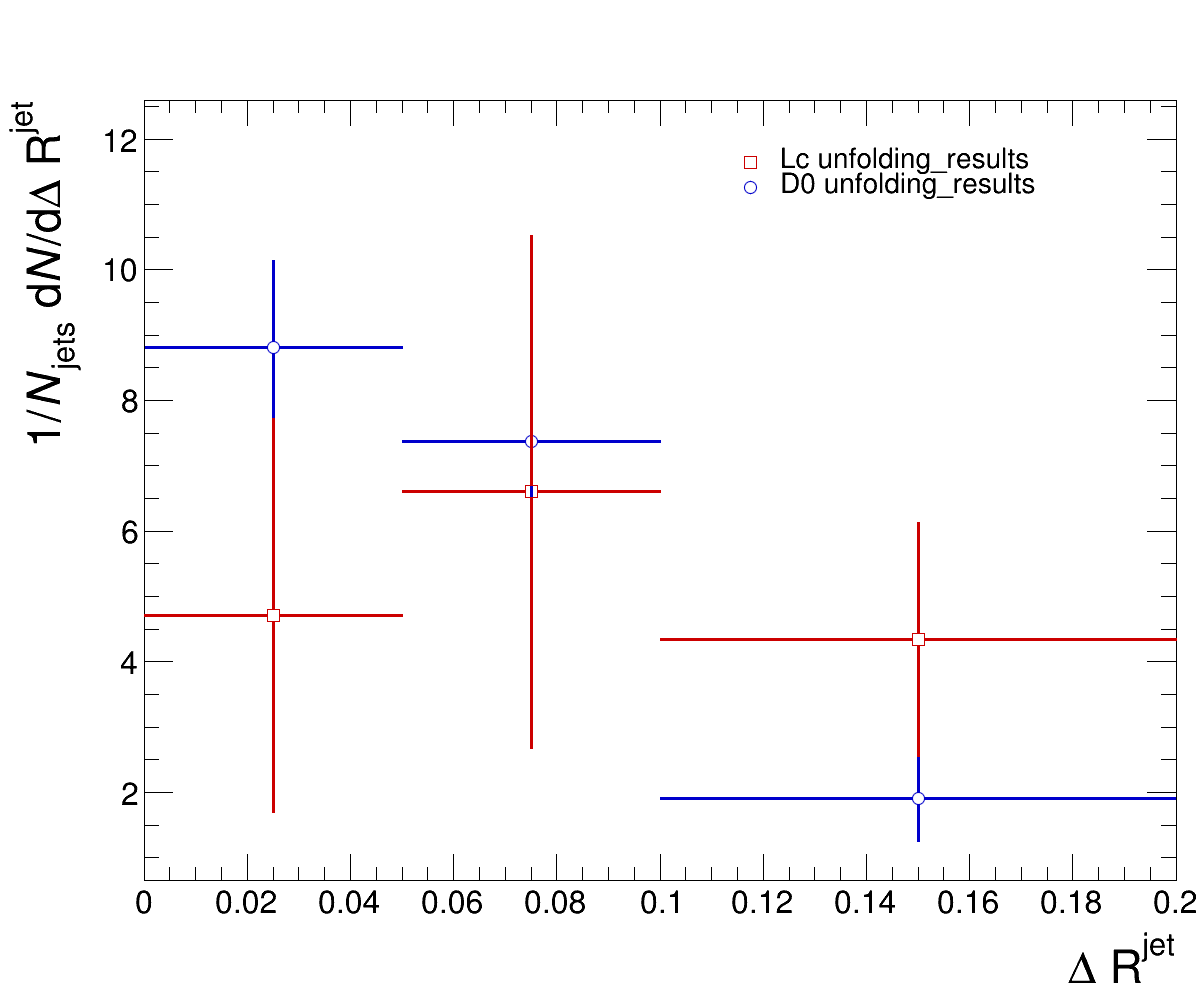 1/N_jets dN/dΔ R^jet
12
10
8
6
4
2
Lc unfolding_results
D0 unfolding_results
0 0.02 0.04 0.06 0.08 0.1 0.12 0.14 0.16 0.18 0.2
Δ R^jet